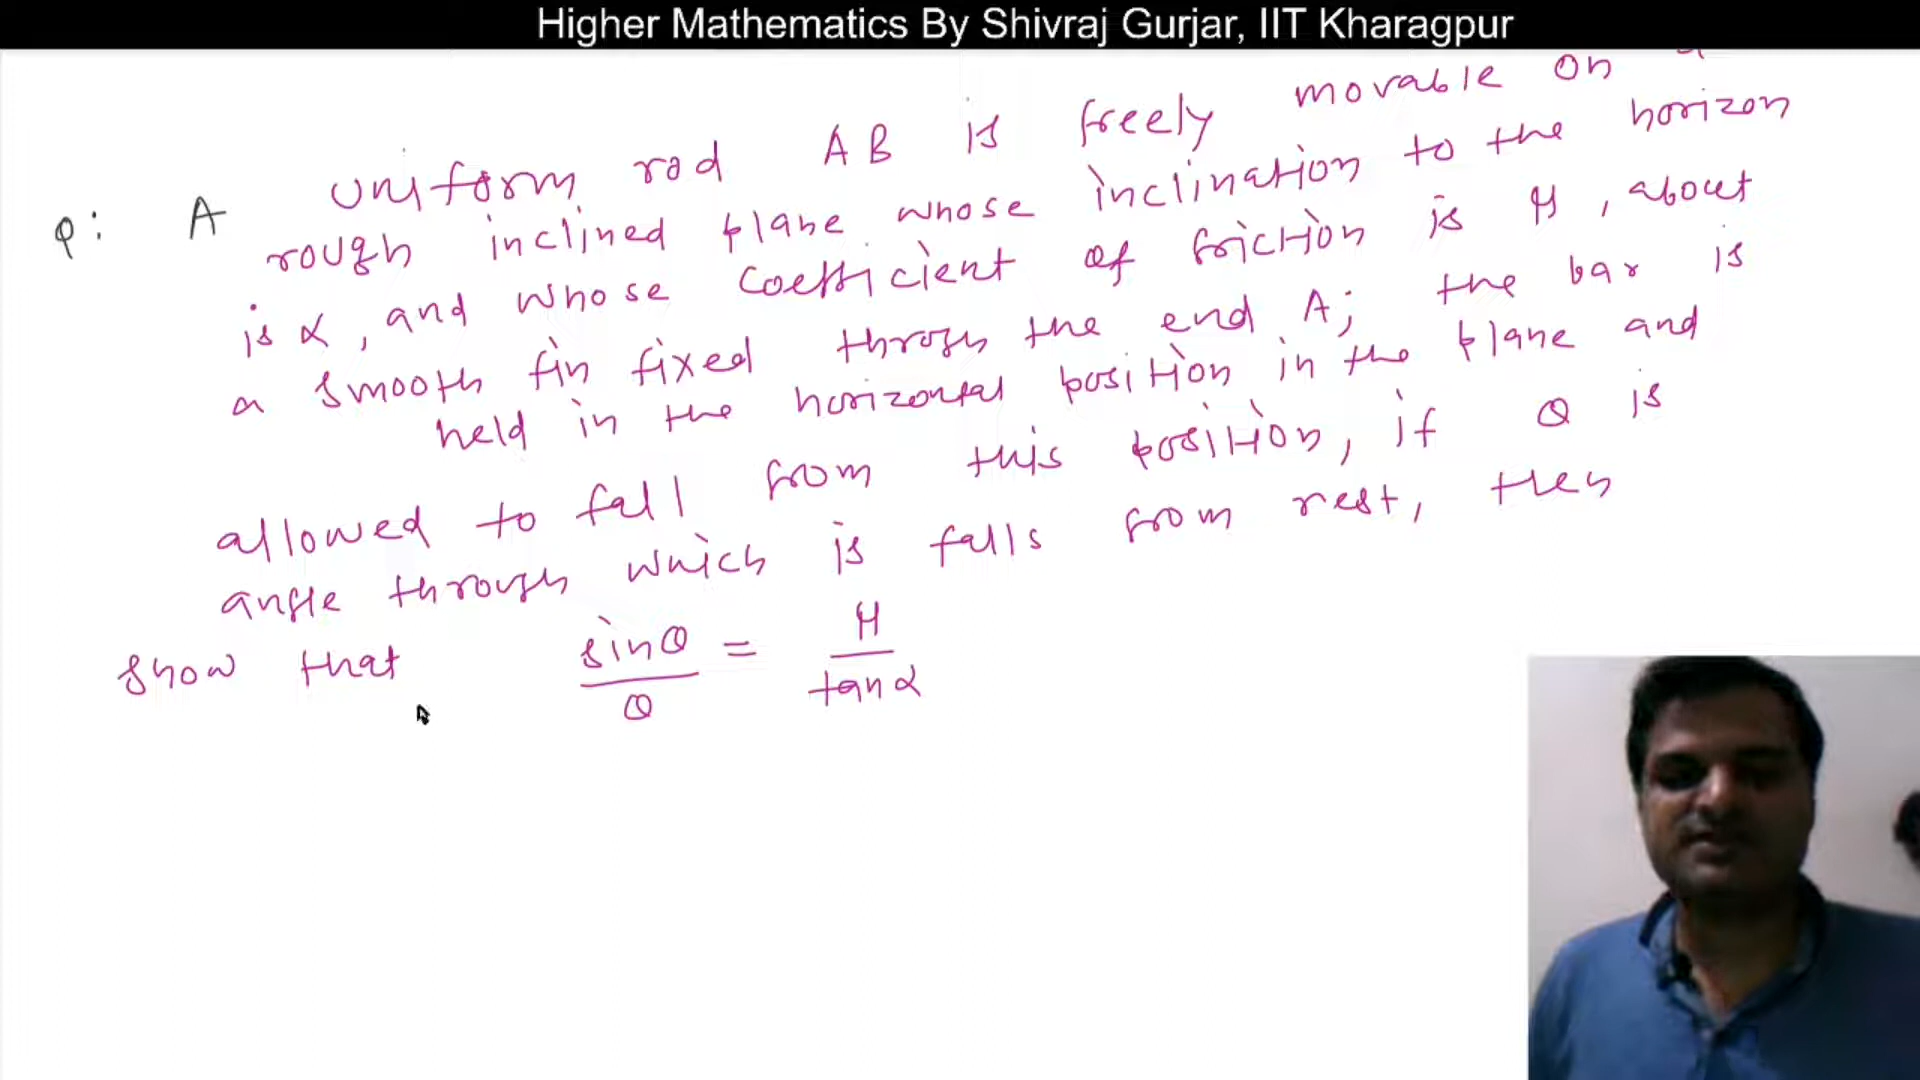 Higher Mathematics By Shivraj Gurjar, IIT Kharagpur
Q: A uniform rod AB is freely movable on a
rough inclined plane whose inclination to the horizon
is α, and whose coefficient of friction is μ, about
a smooth pin fixed through the end A; the bar is
held in the horizontal position in the plane and
allowed to fall from this position, if θ is
angle through which is falls from rest, then
show that sinθ/θ = μ/tanα